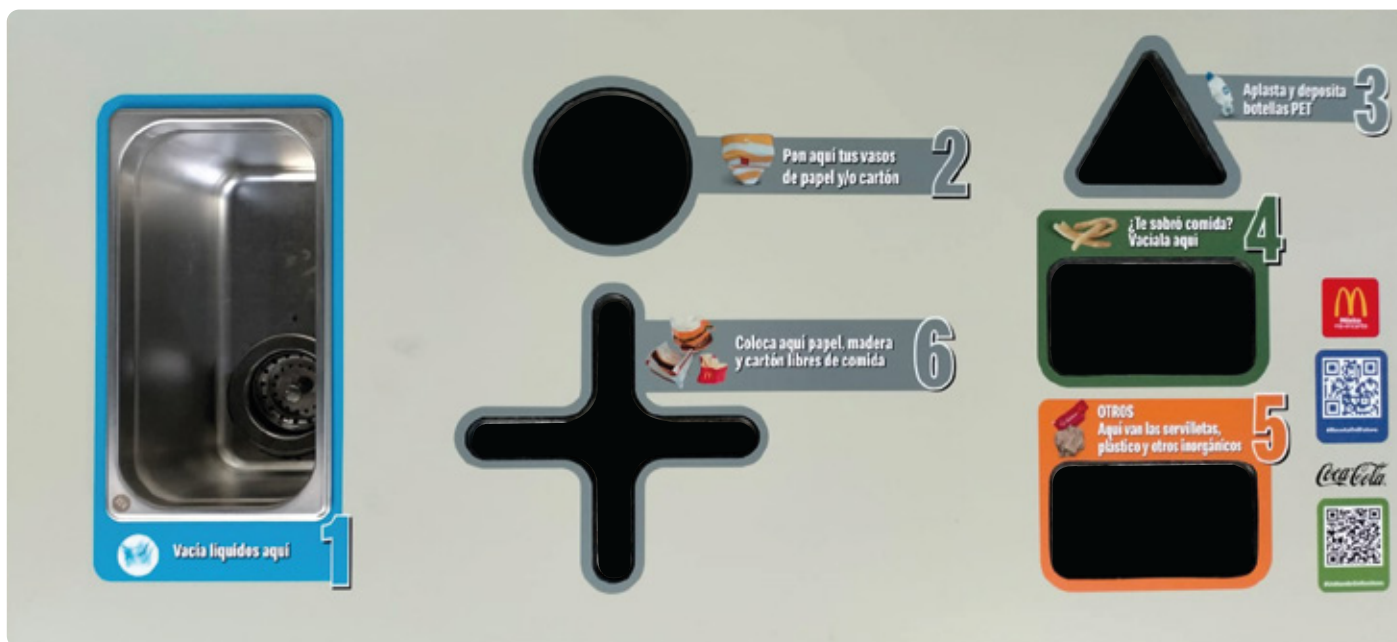 Vacía líquidos aquí
1
Pon aquí tus vasos
de papel y/o cartón
2
Aplasta y deposita
botellas PET
3
¿Te sobró comida?
Vacíala aquí
4
OTROS
Aquí van las servilletas,
plástico y otros inorgánicos
5
Coloca aquí papel, madera
y cartón libres de comida
6
México
Coca-Cola